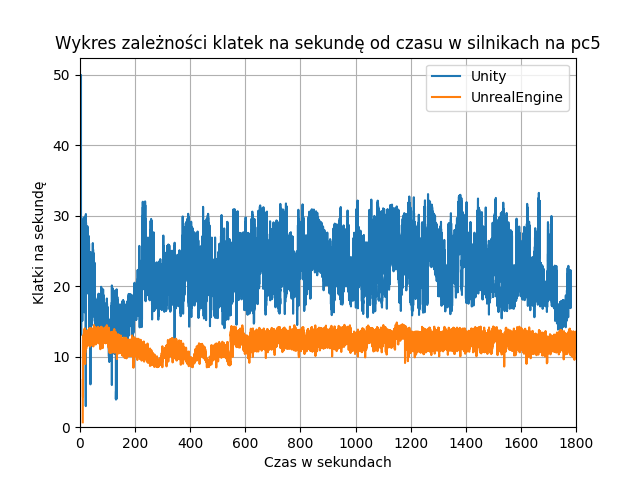 Wykres zależności klatek na sekundę od czasu w silnikach na pc5
Unity
UnrealEngine
Klatki na sekundę
50
40
30
20
10
0
0 200 400 600 800 1000 1200 1400 1600 1800
Czas w sekundach